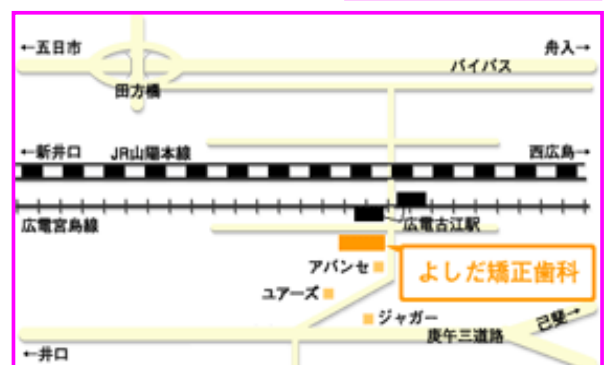 ←五日市
舟入→
バイパス
田方橋
←新井口
JR山陽本線
西広島→
広電宮島線
広電古江駅
アバンセ
よしだ矯正歯科
ユアーズ
ジャガー
庚午三道路
己斐→
←井口